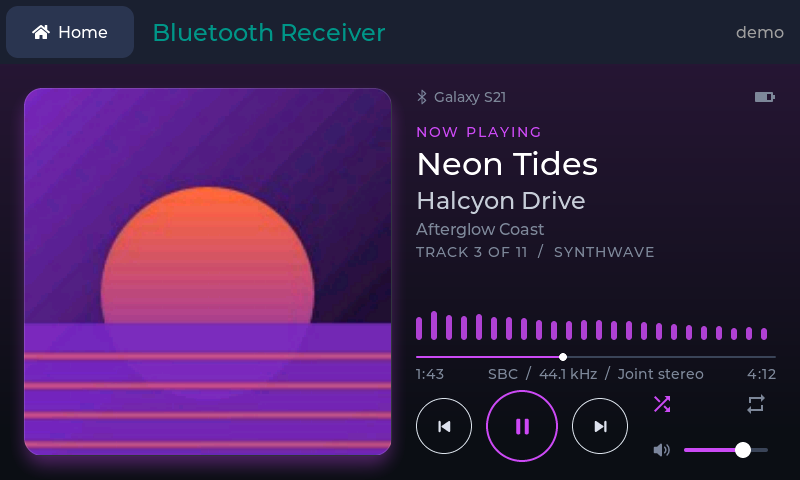 Home
Bluetooth Receiver
demo
Galaxy S21
NOW PLAYING
Neon Tides
Halcyon Drive
Afterglow Coast
TRACK 3 OF 11 / SYNTHWAVE
1:43
SBC / 44.1 kHz / Joint stereo
4:12